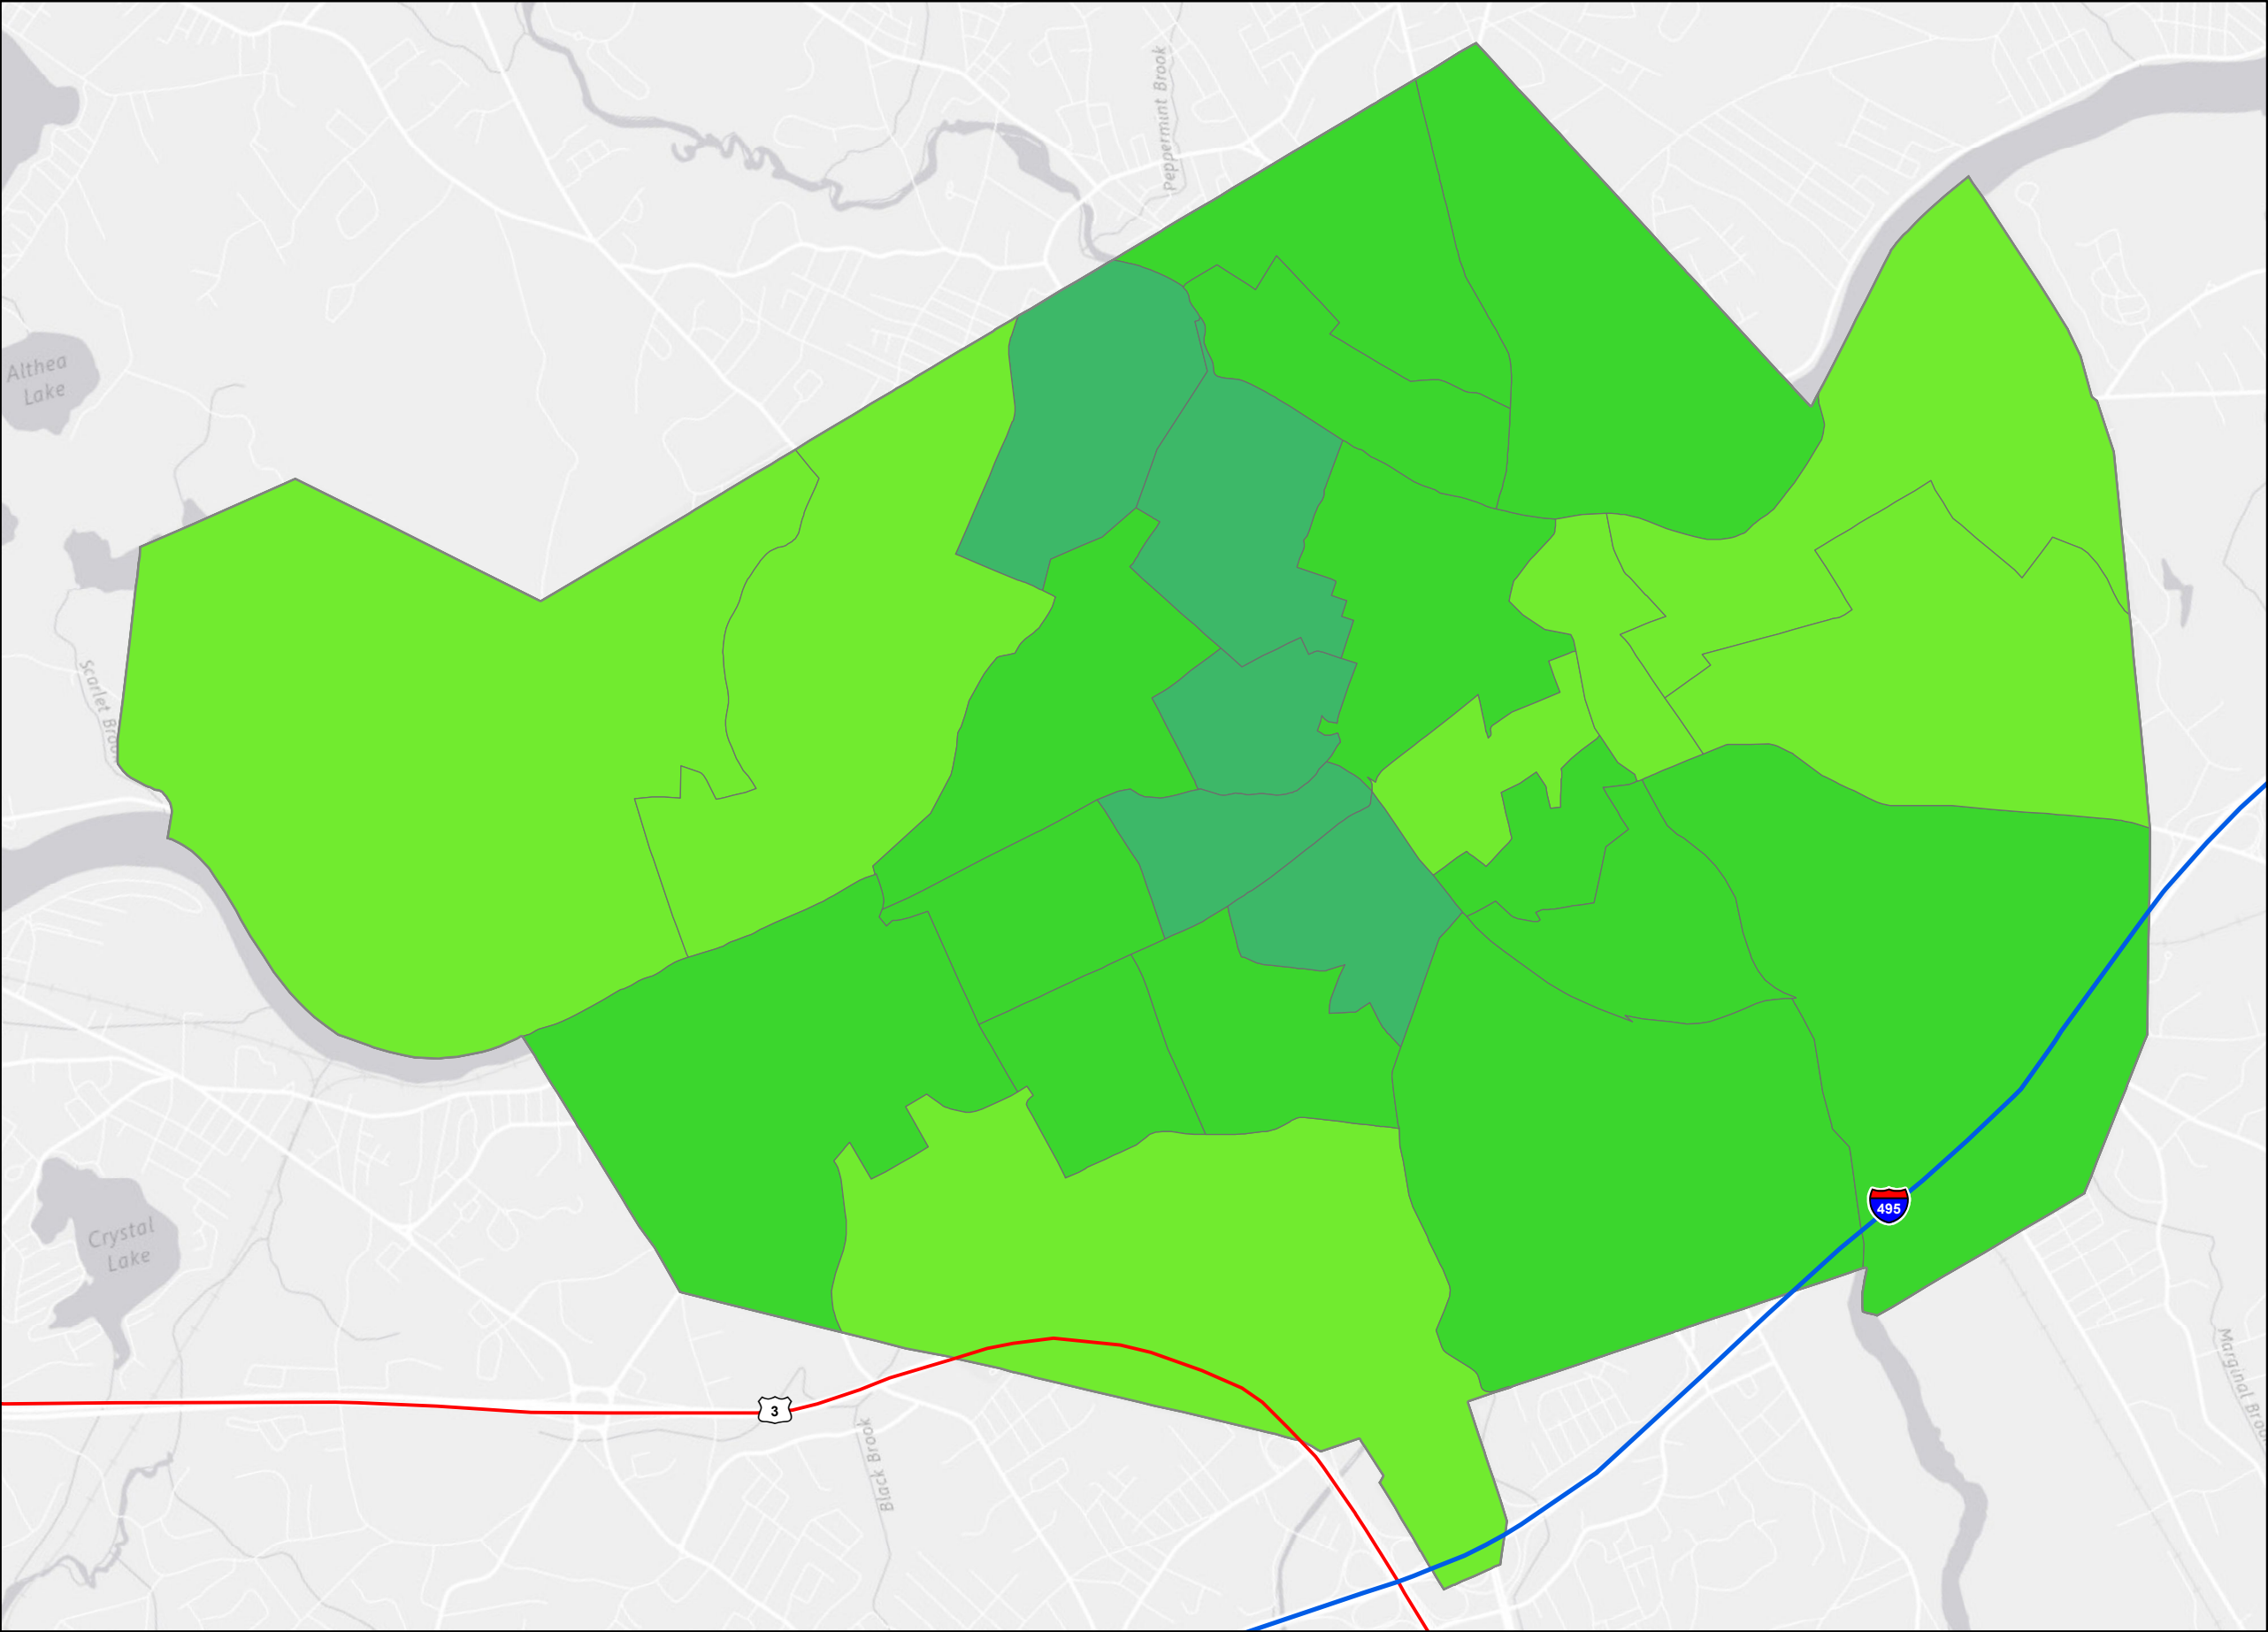 Peppermint Brook
Althea
Lake
Scarlet Broo
495
Crystal
Lake
3
Black Brook
Marginal Broo